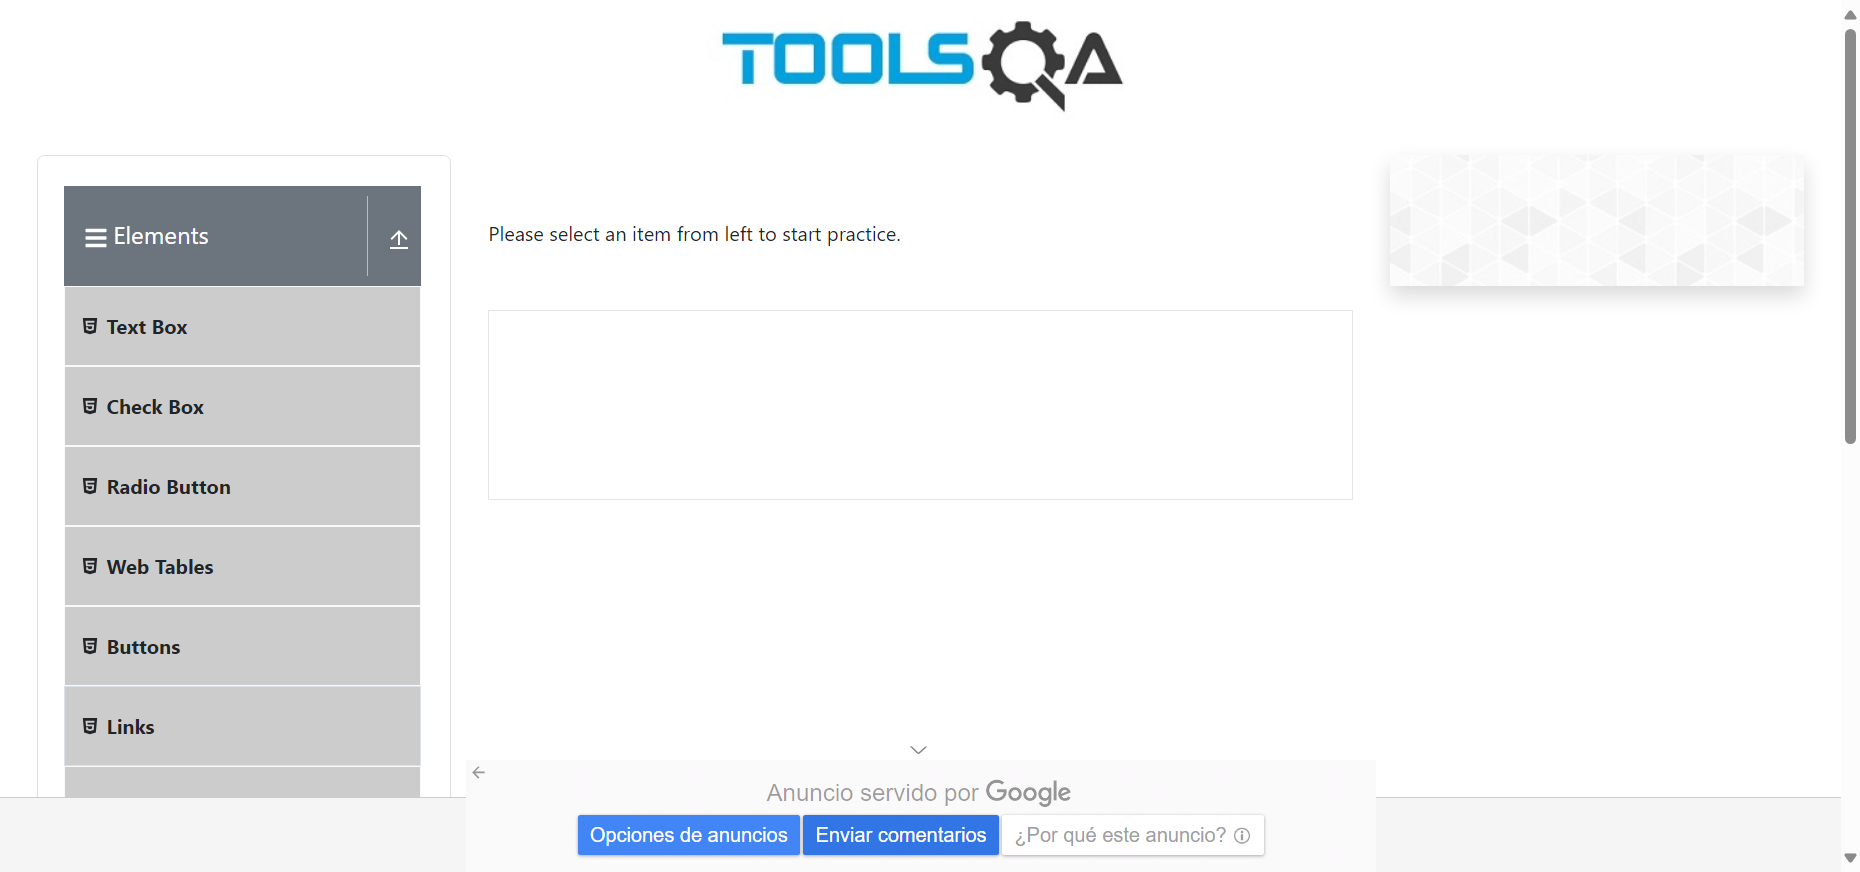 TOOLSQA
Elements
Please select an item from left to start practice.
Text Box
Check Box
Radio Button
Web Tables
Buttons
Links
Anuncio servido por Google
Opciones de anuncios
Enviar comentarios
¿Por qué este anuncio?